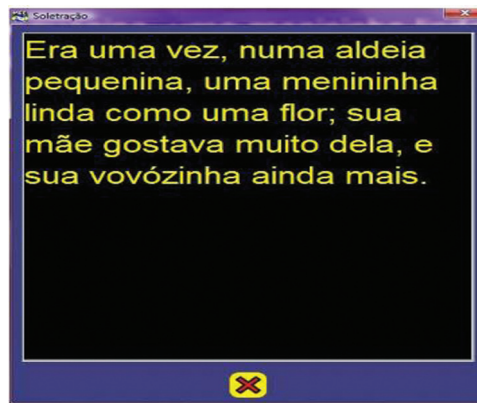 Soletração
Era uma vez, numa aldeia
pequenina, uma menininha
linda como uma flor; sua
mãe gostava muito dela, e
sua vovózinha ainda mais.